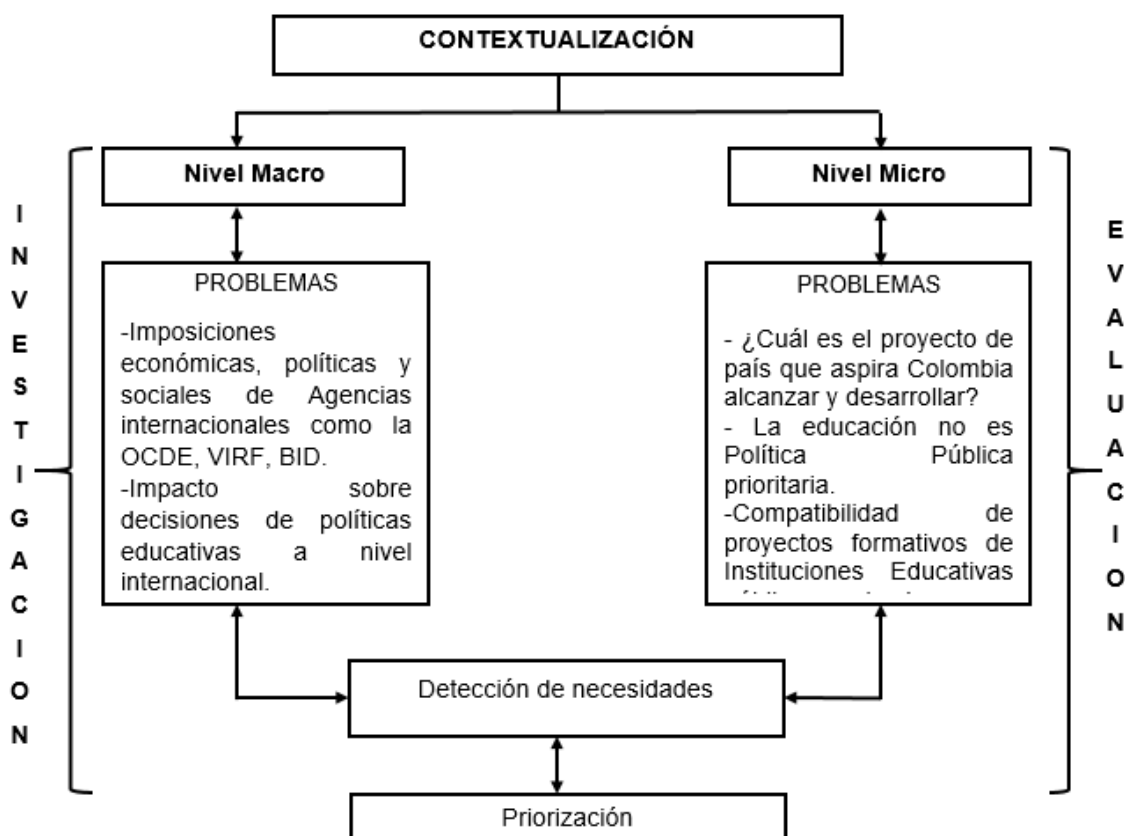 CONTEXTUALIZACIÓN
Nivel Macro
Nivel Micro
INVESTIGACION
EVALUACION
PROBLEMAS
-Imposiciones
económicas, políticas y
sociales de Agencias
internacionales como la
OCDE, VIRF, BID.
-Impacto sobre
decisiones de políticas
educativas a nivel
internacional.
PROBLEMAS
- ¿Cuál es el proyecto de
país que aspira Colombia
alcanzar y desarrollar?
- La educación no es
Política Pública
prioritaria.
-Compatibilidad de
proyectos formativos de
Instituciones Educativas
Detección de necesidades
Priorización